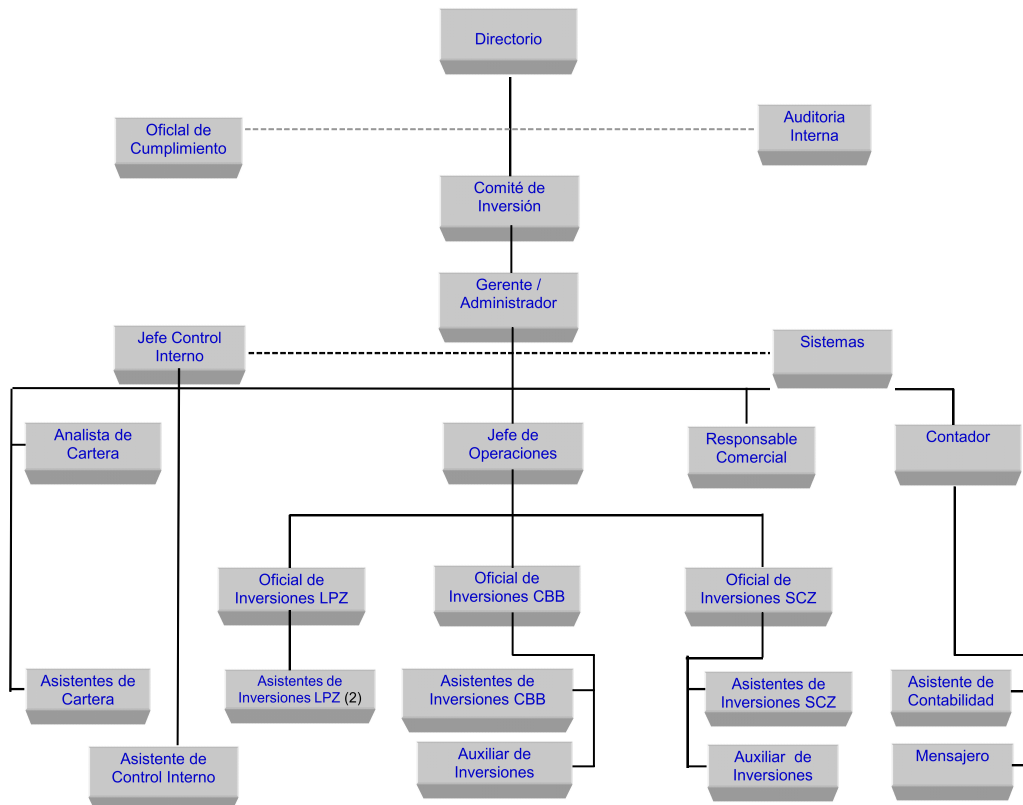 Directorio
Oficlal de
Cumplimiento
Auditoria
Interna
Comité de
Inversión
Gerente /
Administrador
Jefe Control
Interno
Sistemas
Analista de
Cartera
Jefe de
Operaciones
Responsable
Comercial
Contador
Oficial de
Inversiones LPZ
Oficial de
Inversiones CBB
Oficial de
Inversiones SCZ
Asistentes de
Cartera
Asistentes de
Inversiones LPZ (2)
Asistentes de
Inversiones CBB
Asistentes de
Inversiones SCZ
Asistente de
Contabilidad
Asistente de
Control Interno
Auxiliar de
Inversiones
Auxiliar de
Inversiones
Mensajero